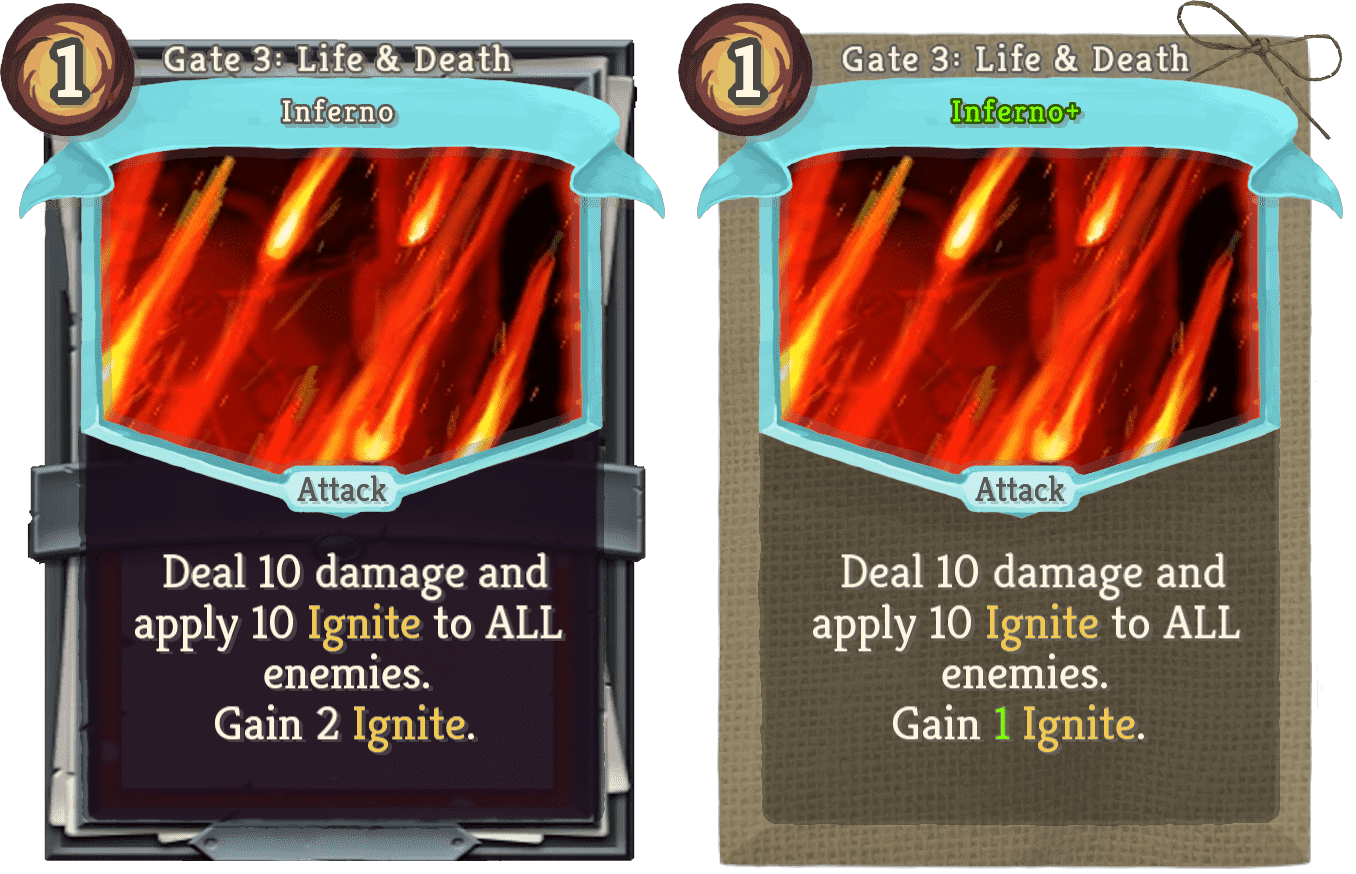 1
Gate 3: Life & Death
Inferno
Attack
Deal 10 damage and
apply 10 Ignite to ALL
enemies.
Gain 2 Ignite.
1
Gate 3: Life & Death
Inferno+
Attack
Deal 10 damage and
apply 10 Ignite to ALL
enemies.
Gain 1 Ignite.